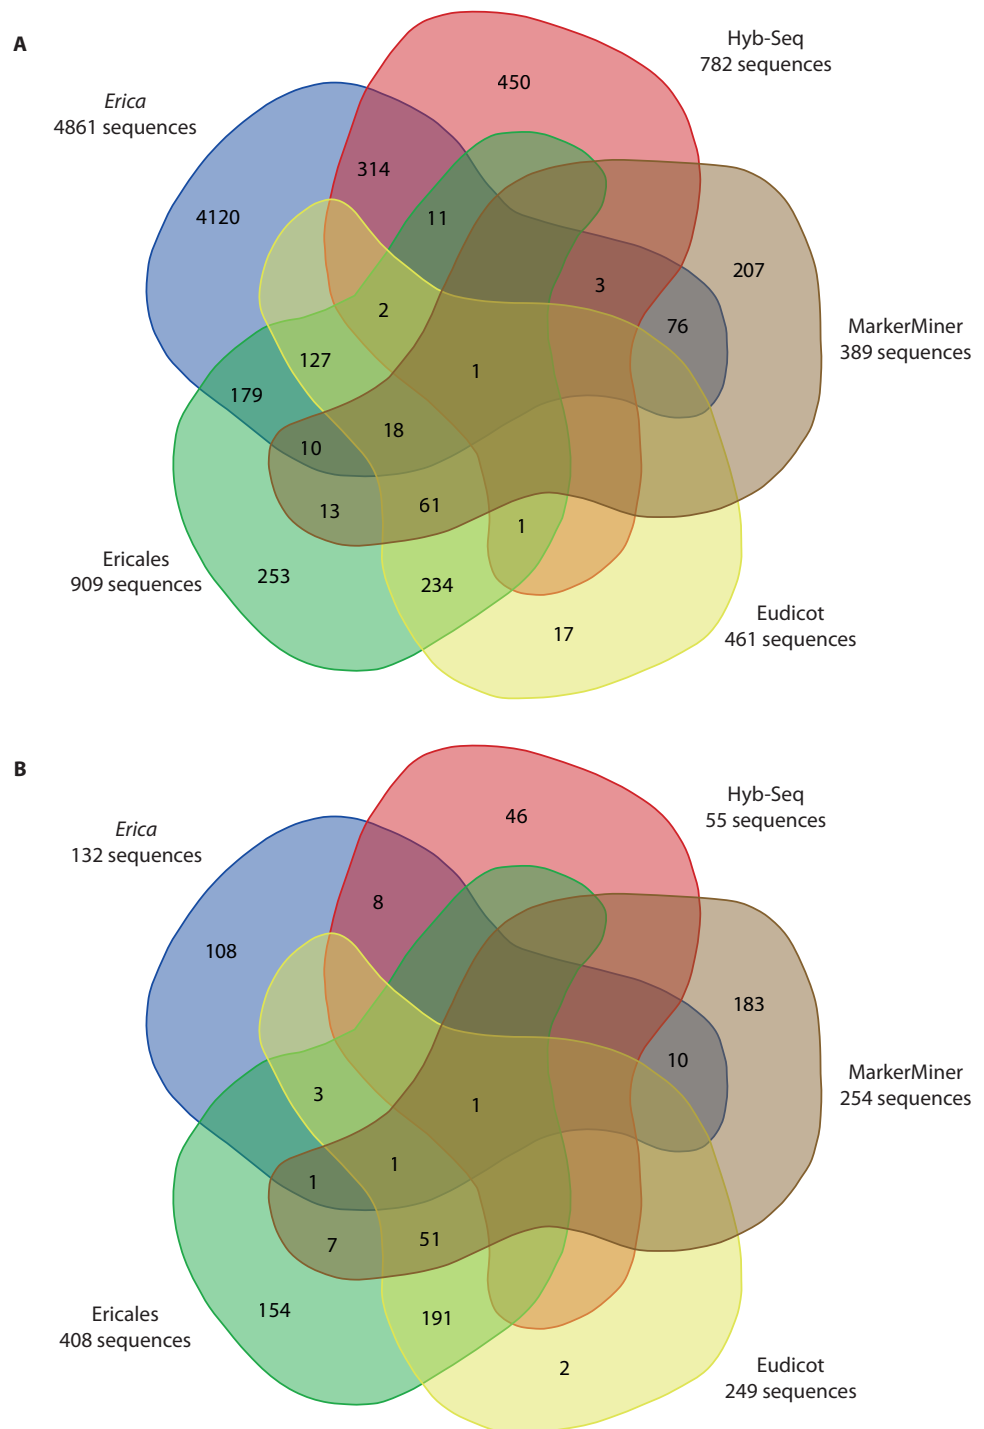 A
Hyb-Seq
782 sequences
Erica
4861 sequences
450
314
4120
11
207
3
76
MarkerMiner
389 sequences
2
127
1
179
18
10
61
13
1
Ericales
909 sequences
253
234
Eudicot
461 sequences
17
B
Hyb-Seq
55 sequences
Erica
132 sequences
46
8
108
183
10
MarkerMiner
254 sequences
3
1
1
1
51
7
Ericales
408 sequences
154
191
Eudicot
249 sequences
2